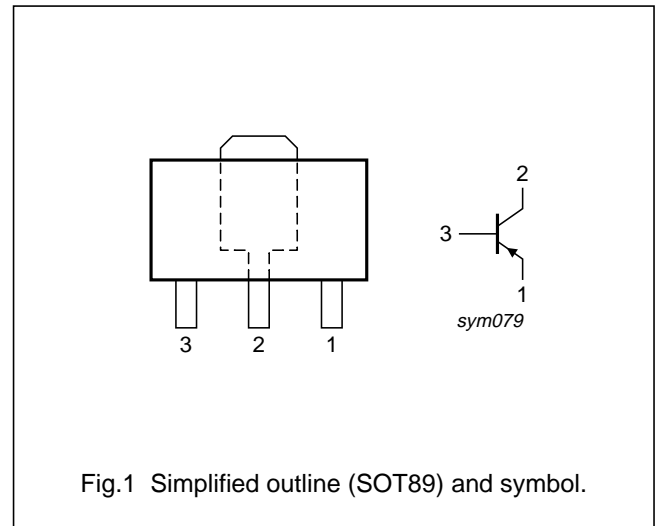 2
3
1
sym079
3 2 1
Fig.1 Simplified outline (SOT89) and symbol.